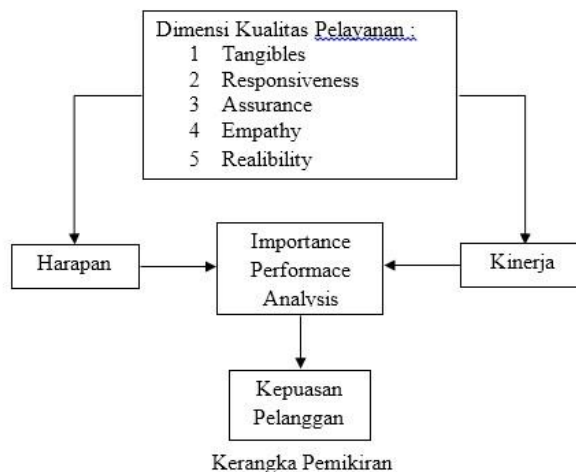 Dimensi Kualitas Pelayanan :
1 Tangibles
2 Responsiveness
3 Assurance
4 Empathy
5 Realibility
Harapan
Importance
Performace
Analysis
Kinerja
Kepuasan
Pelanggan
Kerangka Pemikiran